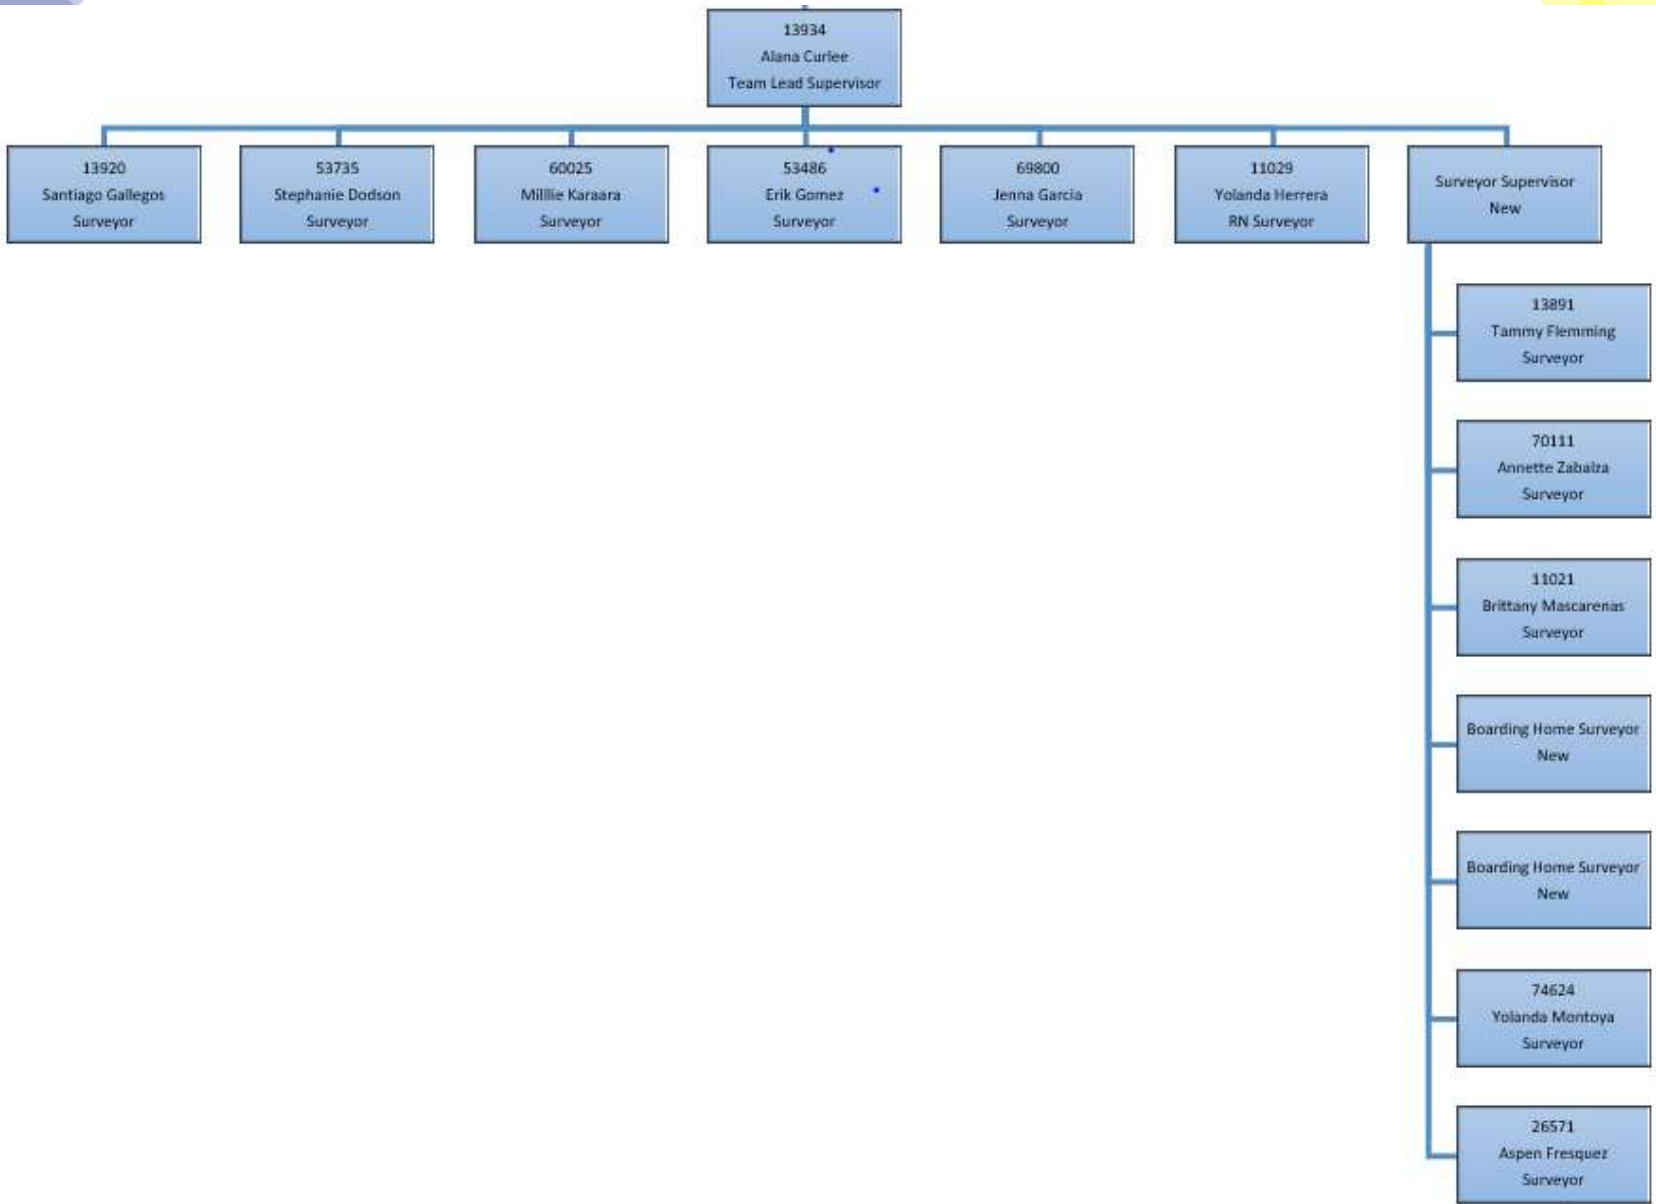 13934
Alana Curlee
Team Lead Supervisor
13920
Santiago Gallegos
Surveyor
53735
Stephanie Dodson
Surveyor
60025
Milllie Karaara
Surveyor
53486
Erik Gomez
Surveyor
69800
Jenna Garcia
Surveyor
11029
Yolanda Herrera
RN Surveyor
Surveyor Supervisor
New
13891
Tammy Flemming
Surveyor
70111
Annette Zabalza
Surveyor
11021
Brittany Mascarenas
Surveyor
Boarding Home Surveyor
New
Boarding Home Surveyor
New
74624
Yolanda Montoya
Surveyor
26571
Aspen Fresquez
Surveyor